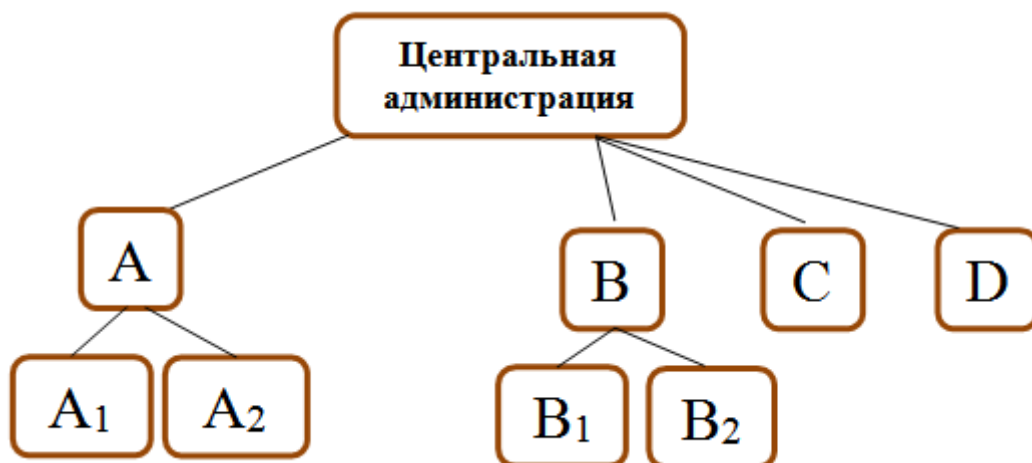 Центральная
администрация
A
B
C
D
A1
A2
B1
B2